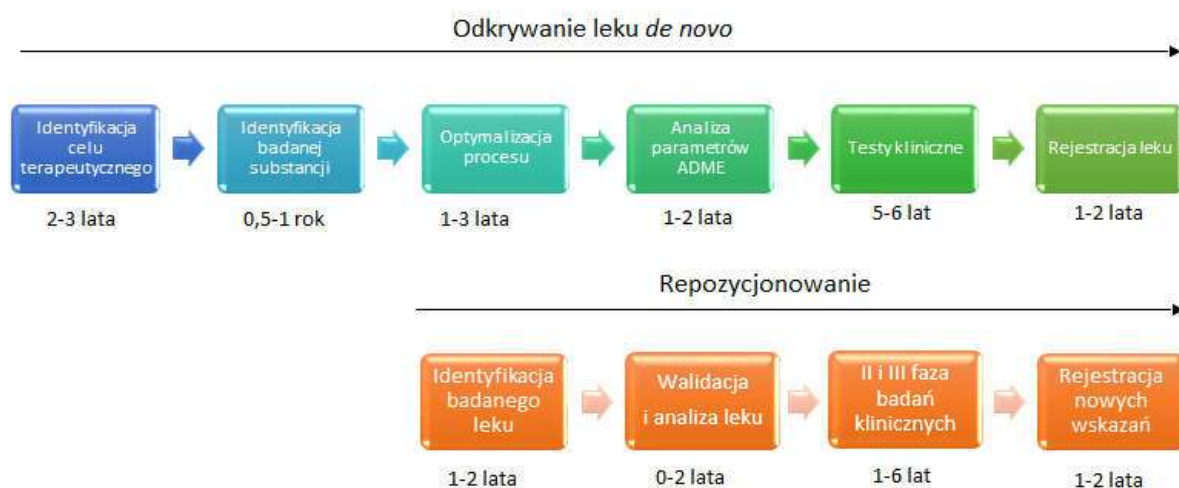 Odkrywanie leku de novo
Identyfikacja
celu
terapeutycznego
Identyfikacja
badanej
substancji
Optymalizacja
procesu
Analiza
parametrów
ADME
Testy kliniczne
Rejestracja leku
2-3 lata
0,5-1 rok
1-3 lata
1-2 lata
5-6 lat
1-2 lata
Repozycjonowanie
Identyfikacja
badanego
leku
Walidacja
i analiza leku
II i III faza
badań
klinicznych
Rejestracja
nowych
wskazań
1-2 lata
0-2 lata
1-6 lat
1-2 lata